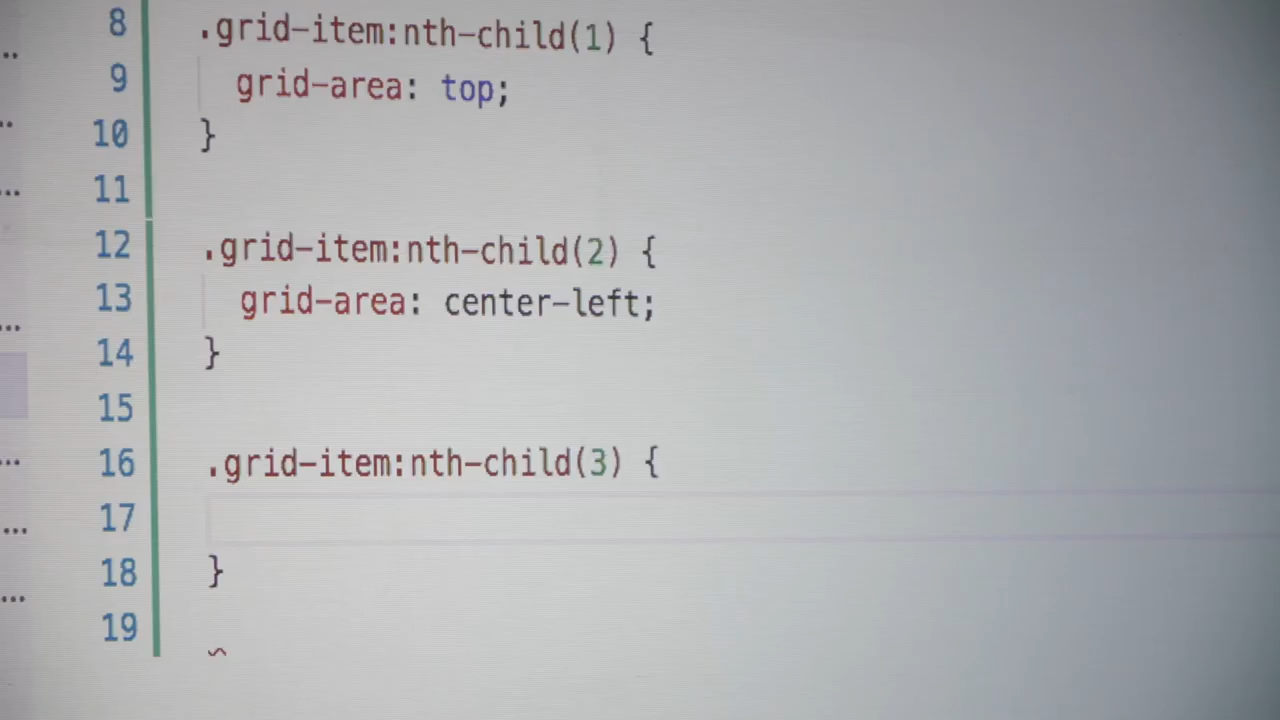 8 .grid-item:nth-child(1) {
9 grid-area: top;
10 }
11
12 .grid-item:nth-child(2) {
13 grid-area: center-left;
14 }
15
16 .grid-item:nth-child(3) {
17
18 }
19